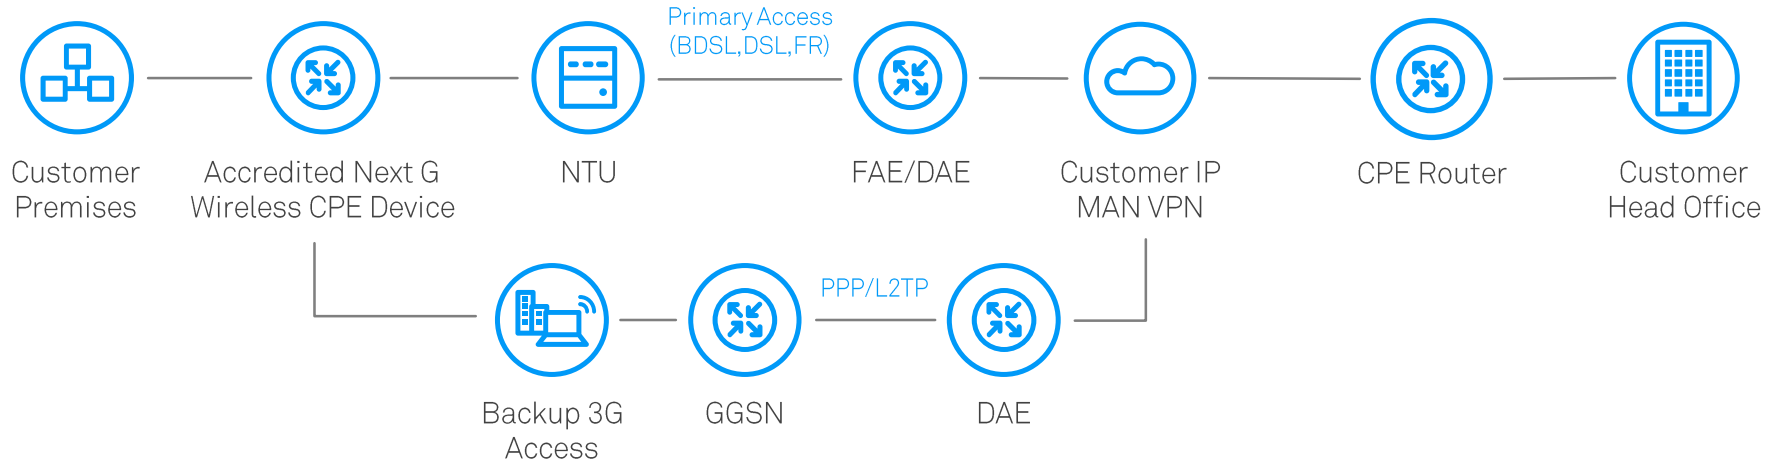 Primary Access
(BDSL,DSL,FR)
Customer
Premises
Accredited Next G
Wireless CPE Device
NTU
FAE/DAE
Customer IP
MAN VPN
CPE Router
Customer
Head Office
PPP/L2TP
Backup 3G
Access
GGSN
DAE